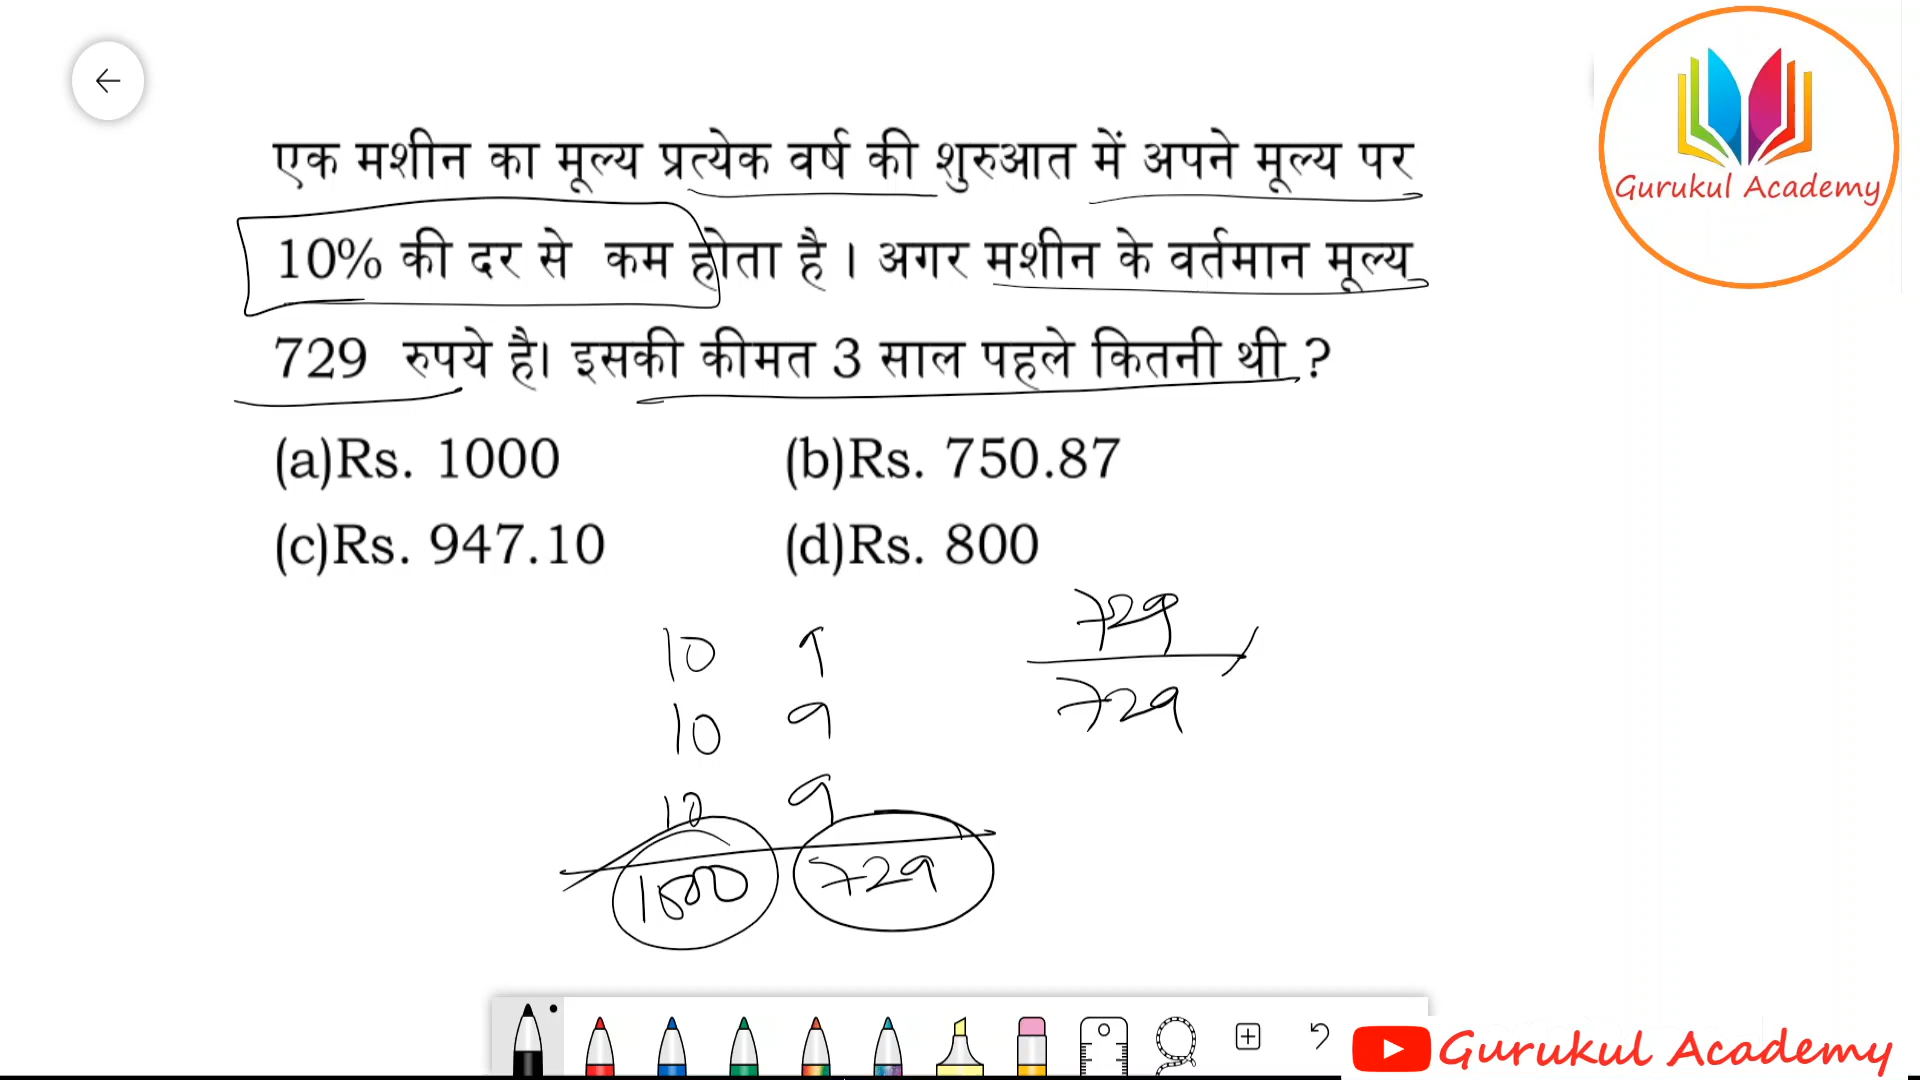 Gurukul Academy
एक मशीन का मूल्य प्रत्येक वर्ष की शुरुआत में अपने मूल्य पर
10% की दर से कम होता है। अगर मशीन के वर्तमान मूल्य
729 रुपये है। इसकी कीमत 3 साल पहले कितनी थी ?
(a)Rs. 1000 (b)Rs. 750.87
(c)Rs. 947.10 (d)Rs. 800
10 9
10 9
10 9
1000 729
729
729
Gurukul Academy